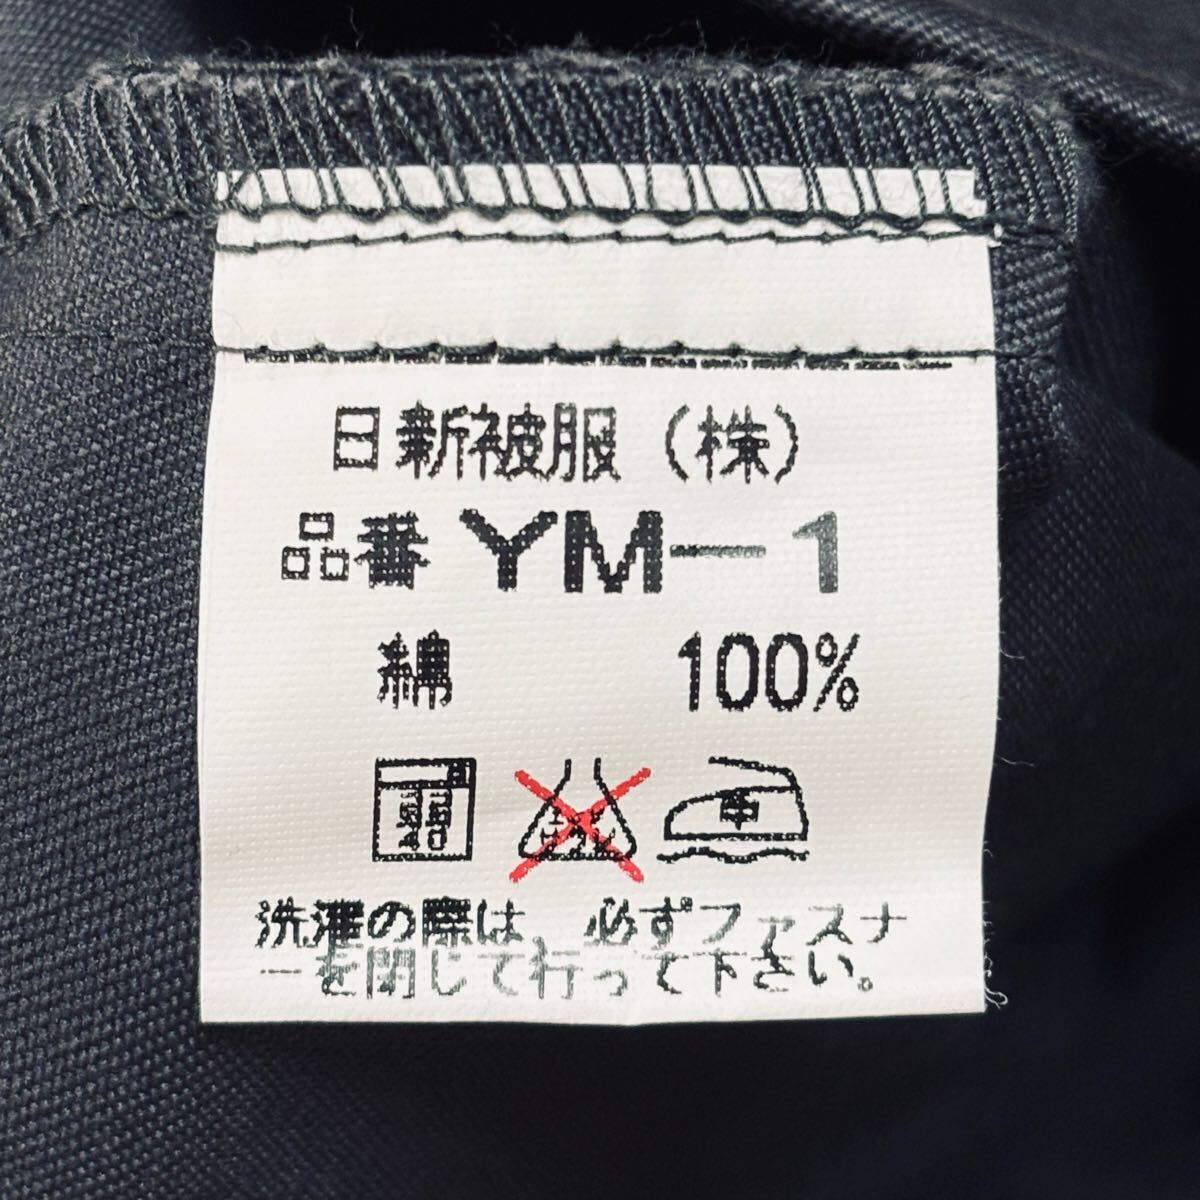 日新被服（株）
品番 YM-1
綿 100%
中
洗濯の際は、必ずファスナ
ーを閉じて行って下さい。